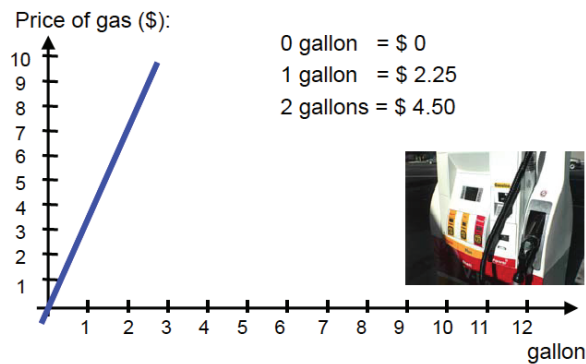 Price of gas ($):
0 gallon = $ 0
1 gallon = $ 2.25
2 gallons = $ 4.50
10
9
8
7
6
5
4
3
2
1
1 2 3 4 5 6 7 8 9 10 11 12
gallon